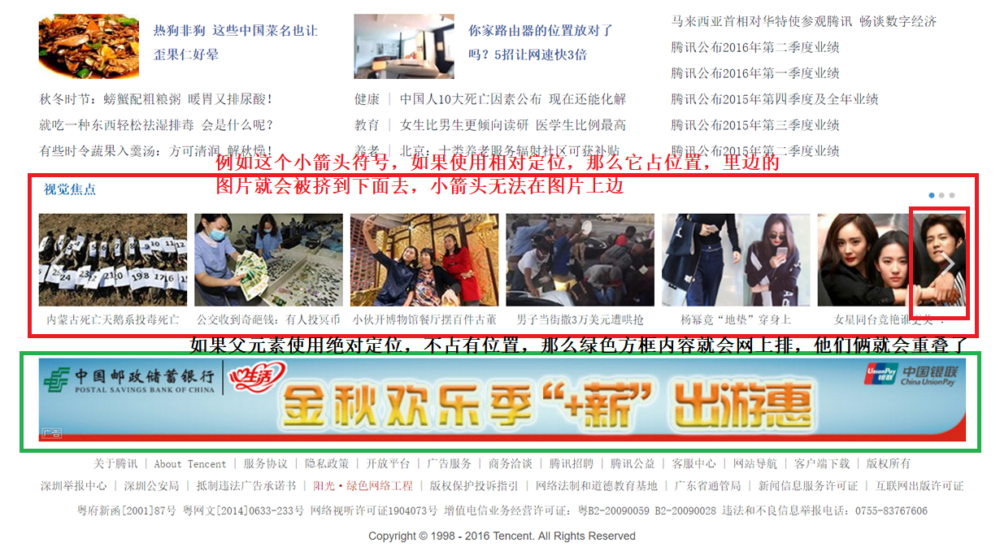 热狗非狗 这些中国菜名也让
歪果仁好晕
秋冬时节：螃蟹配粗粮粥 暖胃又排尿酸！
就吃一种东西轻松祛湿排毒 会是什么呢？
有些时令蔬果入羹汤：方可清润 解秋燥！
你家路由器的位置放对了
吗？5招让网速快3倍
健康 | 中国人10大死亡因素公布 现在还能化解
教育 | 女生比男生更倾向读研 医学生比例最高
养老 | 北京：十类养老服务辐射社区可获补贴
马来西亚首相对华特使参观腾讯 畅谈数字经济
腾讯公布2016年第二季度业绩
腾讯公布2016年第一季度业绩
腾讯公布2015年第四季度及全年业绩
腾讯公布2015年第三季度业绩
腾讯公布2015年第二季度业绩
例如这个小箭头符号，如果使用相对定位，那么它占位置，里边的
图片就会被挤到下面去，小箭头无法在图片上边
视觉焦点
内蒙古死亡天鹅系投毒死亡
公交收到奇葩钱：有人投冥币
小伙开博物馆餐厅摆百件古董
男子当街撒3万美元遭哄抢
杨幂竟“地垫”穿身上
女星同台竞艳谁更美
如果父元素使用绝对定位，不占有位置，那么绿色方框内容就会网上排，他们俩就会重叠了
中国邮政储蓄银行
POSTAL SAVINGS BANK OF CHINA
心生活
金秋欢乐季“+薪”出游惠
UnionPay
银联
中国银联
China UnionPay
广告
关于腾讯 | About Tencent | 服务协议 | 隐私政策 | 开放平台 | 广告服务 | 商务洽谈 | 腾讯招聘 | 腾讯公益 | 客服中心 | 网站导航 | 客户端下载 | 版权所有
深圳举报中心 | 深圳公安局 | 抵制违法广告承诺书 | 阳光·绿色网络工程 | 版权保护投诉指引 | 网络法制和道德教育基地 | 广东省通管局 | 新闻信息服务许可证 | 互联网出版许可证
粤府新函[2001]87号 粤网文[2014]0633-233号 网络视听许可证1904073号 增值电信业务经营许可证：粤B2-20090059 B2-20090028 违法和不良信息举报电话：0755-83767606
Copyright © 1998 - 2016 Tencent. All Rights Reserved